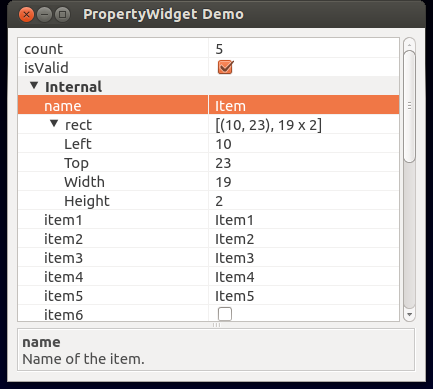 PropertyWidget Demo
count 5
isValid
Internal
name Item
rect [(10, 23), 19 x 2]
Left 10
Top 23
Width 19
Height 2
item1 Item1
item2 Item2
item3 Item3
item4 Item4
item5 Item5
item6
name
Name of the item.